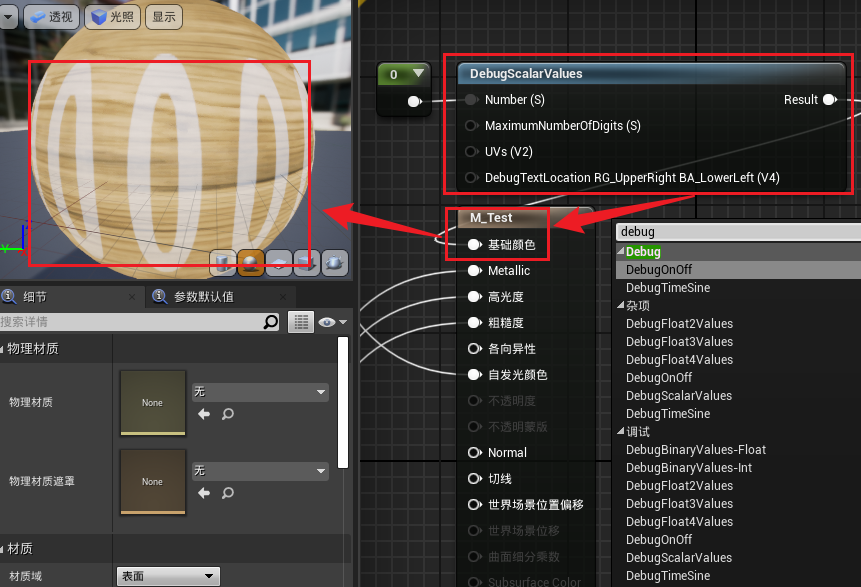 透视
光照
显示
0
DebugScalarValues
Number (S)
Result
MaximumNumberOfDigits (S)
UVs (V2)
DebugTextLocation RG_UpperRight BA_LowerLeft (V4)
M_Test
基础颜色
Metallic
高光度
粗糙度
各向异性
自发光颜色
不透明度
不透明蒙版
Normal
切线
世界场景位置偏移
世界场景位移
曲面细分乘数
Subsurface Color
debug
Debug
DebugOnOff
DebugTimeSine
杂项
DebugFloat2Values
DebugFloat3Values
DebugFloat4Values
DebugOnOff
DebugScalarValues
DebugTimeSine
调试
DebugBinaryValues-Float
DebugBinaryValues-Int
DebugFloat2Values
DebugFloat3Values
DebugFloat4Values
DebugOnOff
DebugScalarValues
DebugTimeSine
0 0 0
Y
细节
参数默认值
搜索详情
物理材质
物理材质
None
无
物理材质遮罩
None
无
材质
材质域
表面